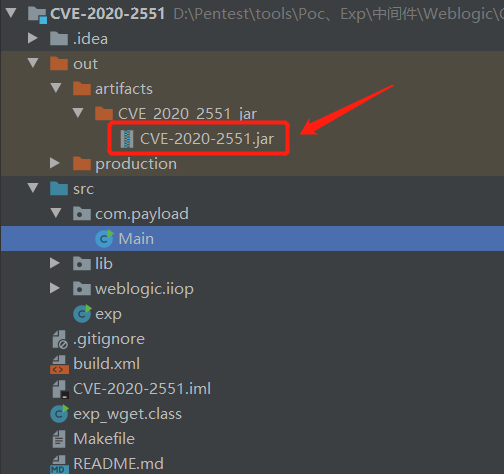 CVE-2020-2551 D:\Pentest\tools\Poc、Exp\中间件\Weblogic\
.idea
out
artifacts
CVE_2020_2551_jar
CVE-2020-2551.jar
production
src
com.payload
Main
lib
weblogic.iiop
exp
.gitignore
build.xml
CVE-2020-2551.iml
exp_wget.class
Makefile
README.md